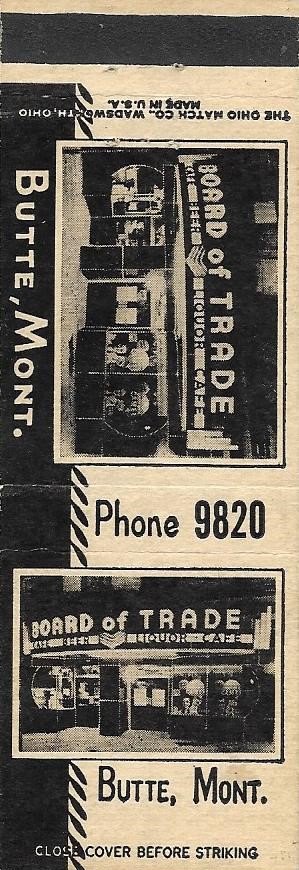 THE OHIO MATCH CO., WADSWORTH, OHIO
MADE IN U.S.A.
BUTTE, MONT.
BOARD of TRADE
CAFE BEER LIQUOR CAFE
Phone 9820
BOARD of TRADE
CAFE BEER LIQUOR - CAFE
BUTTE, MONT.
CLOSE COVER BEFORE STRIKING